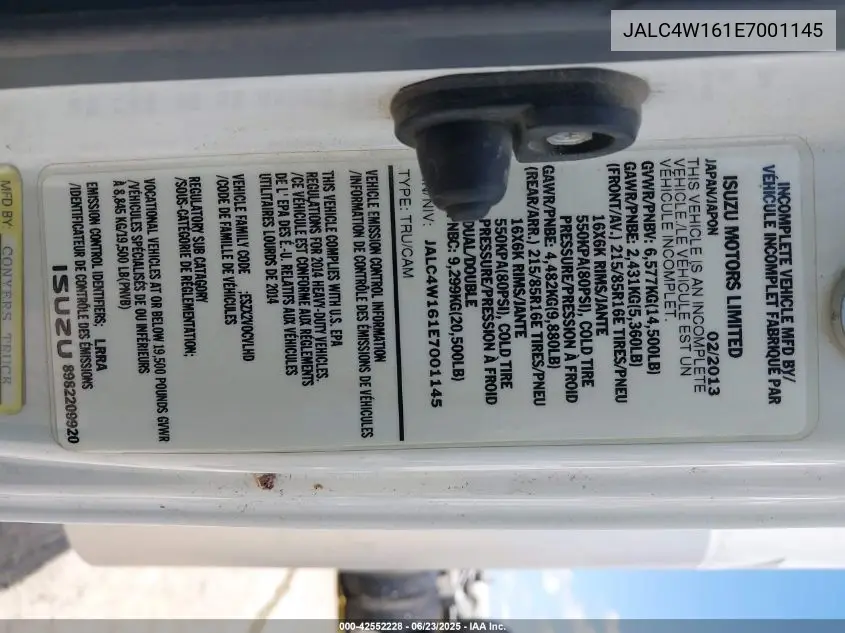 JALC4W161E7001145
INCOMPLETE VEHICLE MFD BY/
VÉHICULE INCOMPLET FABRIQUÉ PAR
ISUZU MOTORS LIMITED
JAPAN/JAPON 02/2013
THIS VEHICLE IS AN INCOMPLETE
VEHICLE./LE VÉHICULE EST UN
VÉHICULE INCOMPLET.
GVWR/PNBV: 6,577KG(14,500LB)
GAWR/PNBE: 2,431KG(5,360LB)
(FRONT/AV.) 215/85R16E TIRES/PNEU
16X6K RIMS/JANTE
550KPA(80PSI), COLD TIRE
PRESSURE/PRESSION À FROID
GAWR/PNBE: 4,482KG(9,880LB)
(REAR/ARR.) 215/85R16E TIRES/PNEU
16X6K RIMS/JANTE
550KPA(80PSI), COLD TIRE
PRESSURE/PRESSION À FROID
DUAL/DOUBLE
NBC: 9,299KG(20,500LB)
NIV: JALC4W161E7001145
TYPE: TRU/CAM
VEHICLE EMISSION CONTROL INFORMATION
/INFORMATION DE CONTRÔLE DES ÉMISSIONS DE VÉHICULES
THIS VEHICLE COMPLIES WITH U.S. EPA
REGULATIONS FOR 2014 HEAVY-DUTY VEHICLES.
/CE VÉHICULE EST CONFORME AUX RÈGLEMENTS
DE L' EPA DES É.-U. RELATIFS AUX VÉHICULES
UTILITAIRES LOURDS DE 2014
VEHICLE FAMILY CODE :ESZX2VOCVLHD
/CODE DE FAMILLE DE VÉHICULES
REGULATORY SUB CATAGORY
/SOUS-CATÉGORIE DE RÉGLEMENTATION:
VOCATIONAL VEHICLES AT OR BELOW 19,500 POUNDS GVWR
/VÉHICULES SPÉCIALISÉS DE OU INFÉRIEURS
À 8,845 KG/19,500 LB(PNVB)
EMISSION CONTROL IDENTIFIERS: LRRA
/IDENTIFICATEUR DE CONTRÔLE DES ÉMISSIONS
ISUZU 8982209920
MFD BY: CONYERS TRUCK
000-42552228 - 06/23/2025 - IAA Inc.